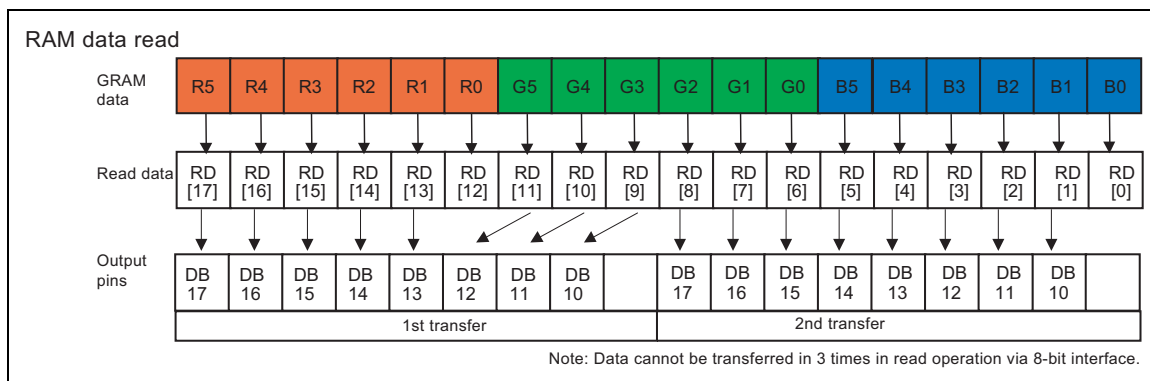 RAM data read
GRAM data
R5 R4 R3 R2 R1 R0 G5 G4 G3 G2 G1 G0 B5 B4 B3 B2 B1 B0
Read data
RD [17] RD [16] RD [15] RD [14] RD [13] RD [12] RD [11] RD [10] RD [9] RD [8] RD [7] RD [6] RD [5] RD [4] RD [3] RD [2] RD [1] RD [0]
Output pins
DB 17 DB 16 DB 15 DB 14 DB 13 DB 12 DB 11 DB 10 DB 17 DB 16 DB 15 DB 14 DB 13 DB 12 DB 11 DB 10
1st transfer 2nd transfer
Note: Data cannot be transferred in 3 times in read operation via 8-bit interface.